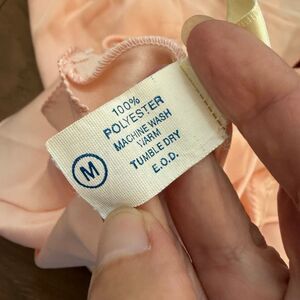 100%
POLYESTER
MACHINE WASH
WARM
TUMBLE DRY
E.O.D.
M